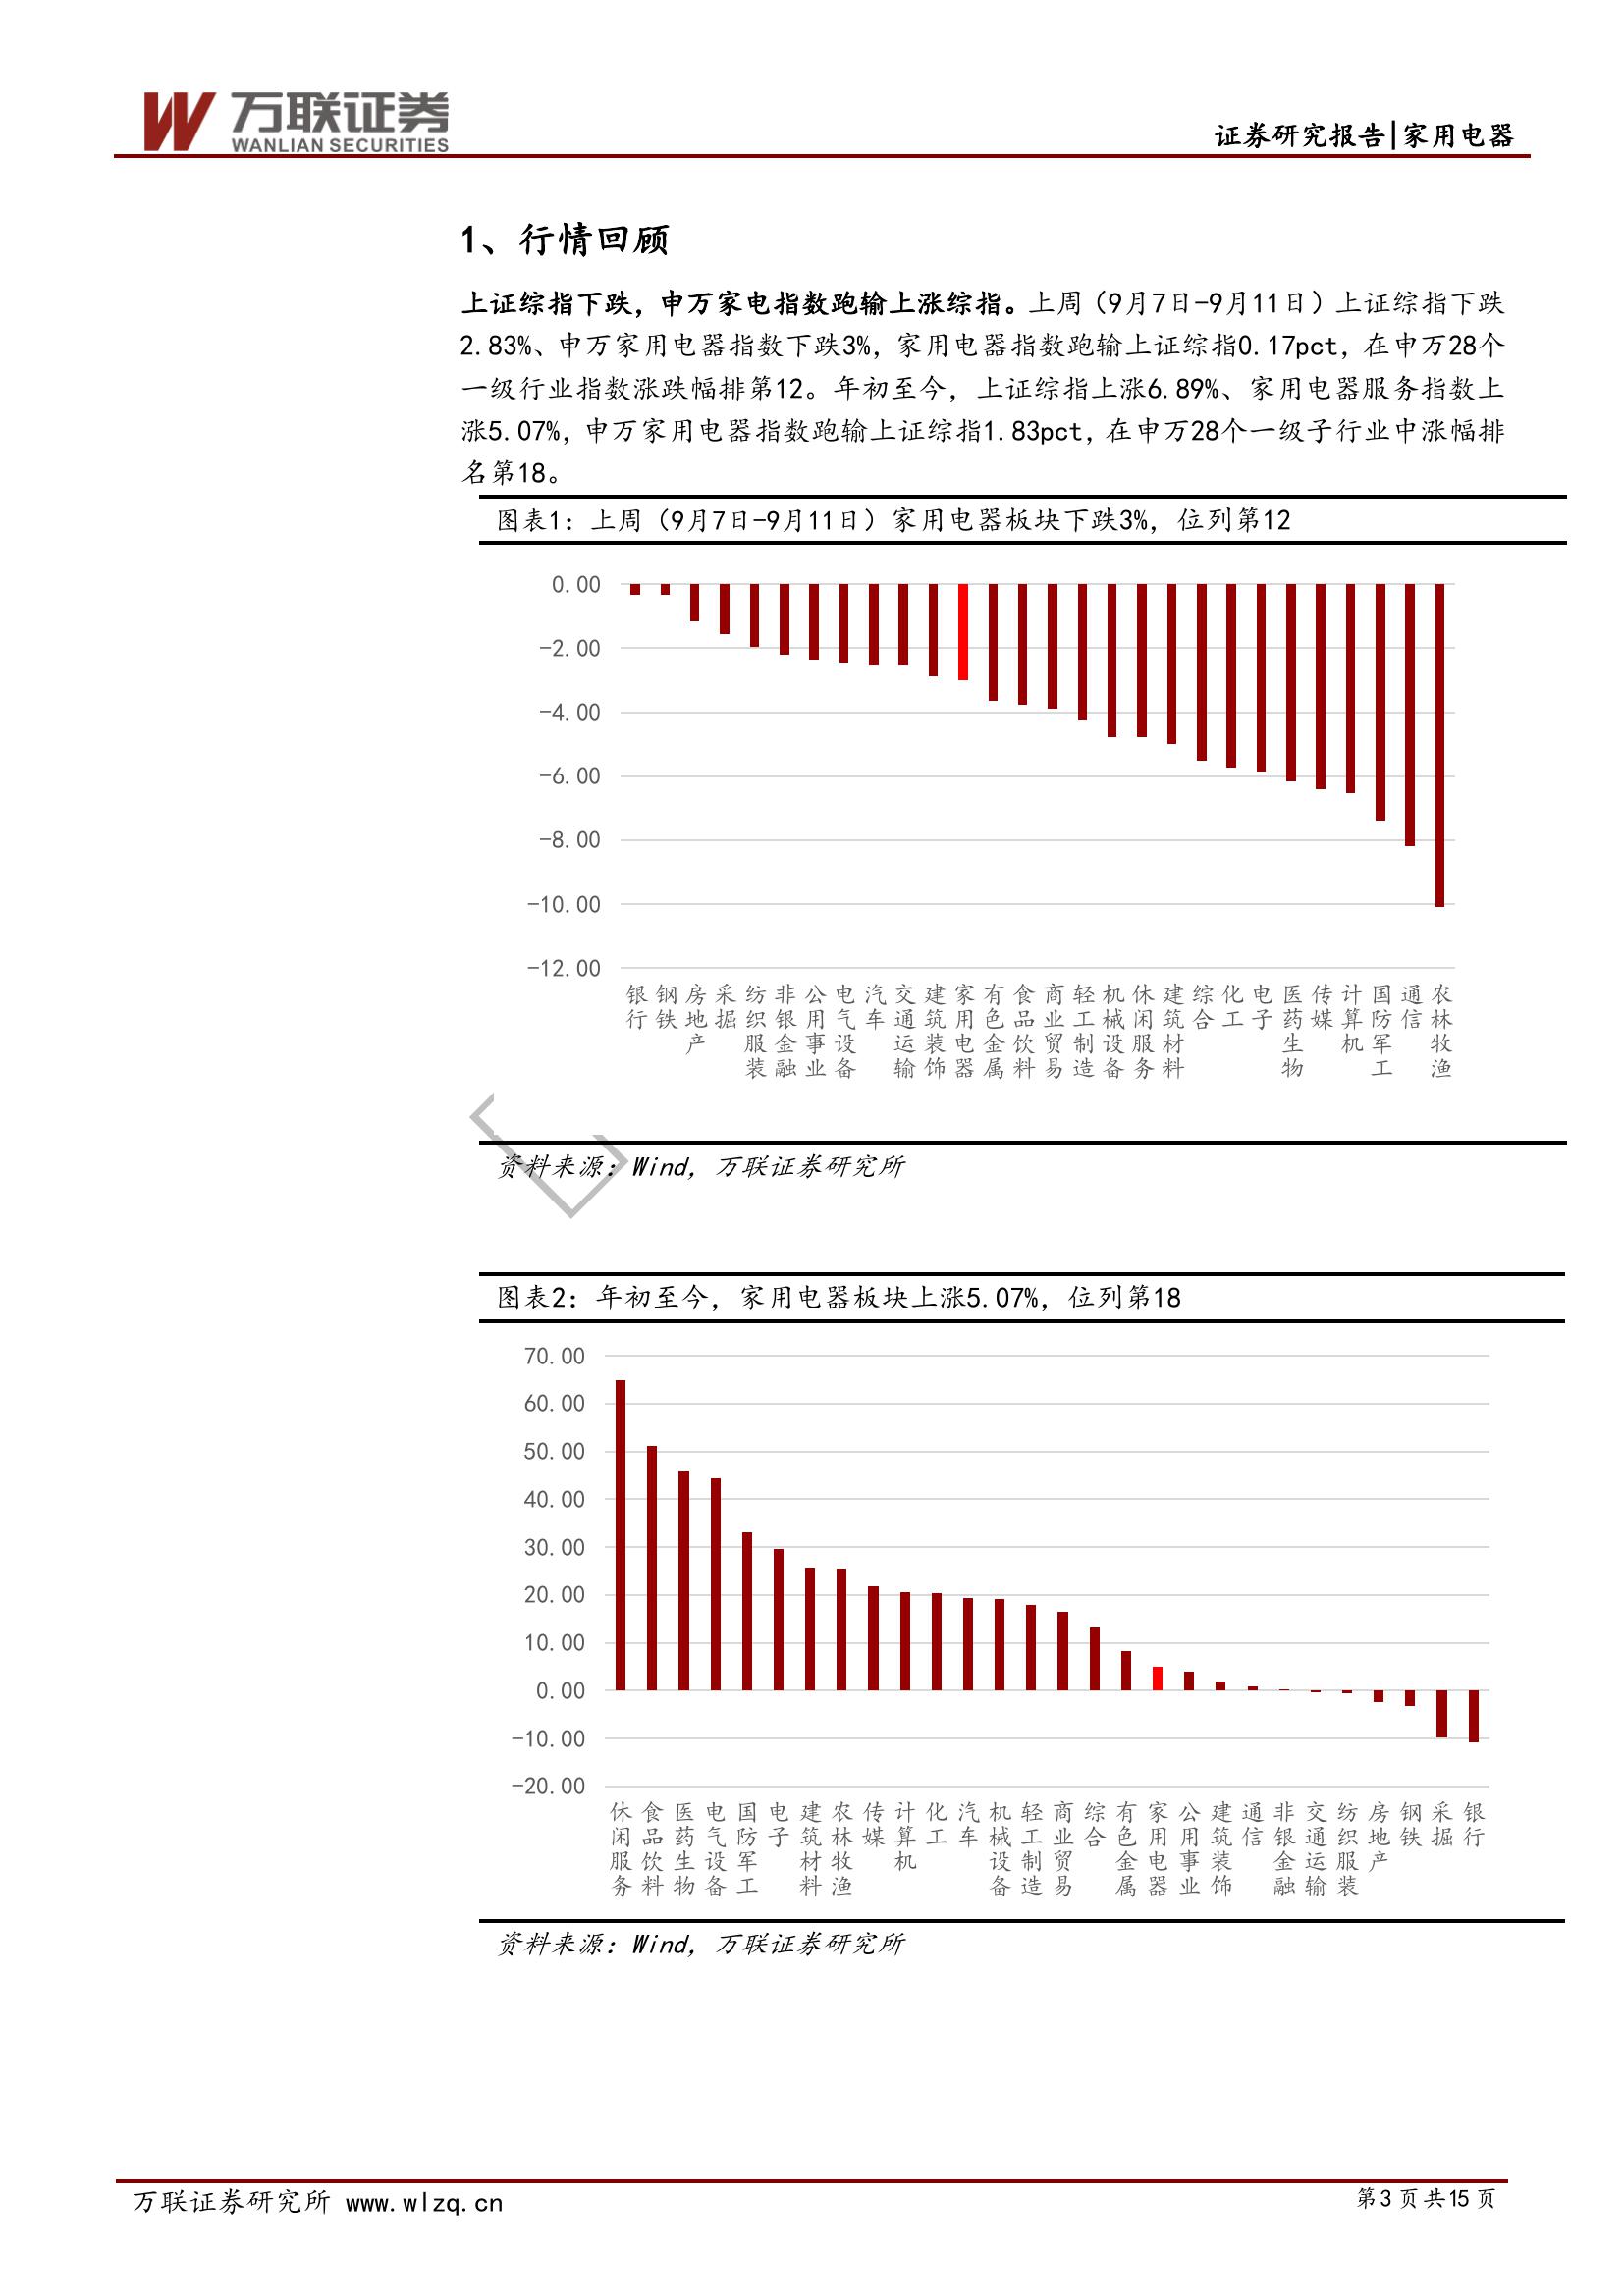 万联证券
WANLIAN SECURITIES
证券研究报告|家用电器
1、行情回顾
上证综指下跌，申万家电指数跑输上涨综指。上周（9月7日-9月11日）上证综指下跌
2.83%、申万家用电器指数下跌3%，家用电器指数跑输上证综指0.17pct，在申万28个
一级行业指数涨跌幅排第12。年初至今，上证综指上涨6.89%、家用电器服务指数上
涨5.07%，申万家用电器指数跑输上证综指1.83pct，在申万28个一级子行业中涨幅排
名第18。
图表1：上周（9月7日-9月11日）家用电器板块下跌3%，位列第12
0.00
-2.00
-4.00
-6.00
-8.00
-10.00
-12.00
银行
钢铁
房地产
采掘
纺织服装
非银金融
公用事业
电气设备
汽车
交通运输
建筑装饰
家用电器
有色金属
食品饮料
商业贸易
轻工制造
机械设备
休闲服务
建筑材料
综合
化工
电子
医药生物
传媒
计算机
国防军工
通信
农林牧渔
资料来源：Wind，万联证券研究所
图表2：年初至今，家用电器板块上涨5.07%，位列第18
70.00
60.00
50.00
40.00
30.00
20.00
10.00
0.00
-10.00
-20.00
休闲服务
食品饮料
医药生物
电气设备
国防军工
电子
建筑材料
农林牧渔
传媒
计算机
化工
汽车
机械设备
轻工制造
商业贸易
综合
有色金属
家用电器
公用事业
建筑装饰
通信
非银金融
交通运输
纺织服装
房地产
钢铁
采掘
银行
资料来源：Wind，万联证券研究所
万联证券研究所 www.wlzq.cn
第3页共15页